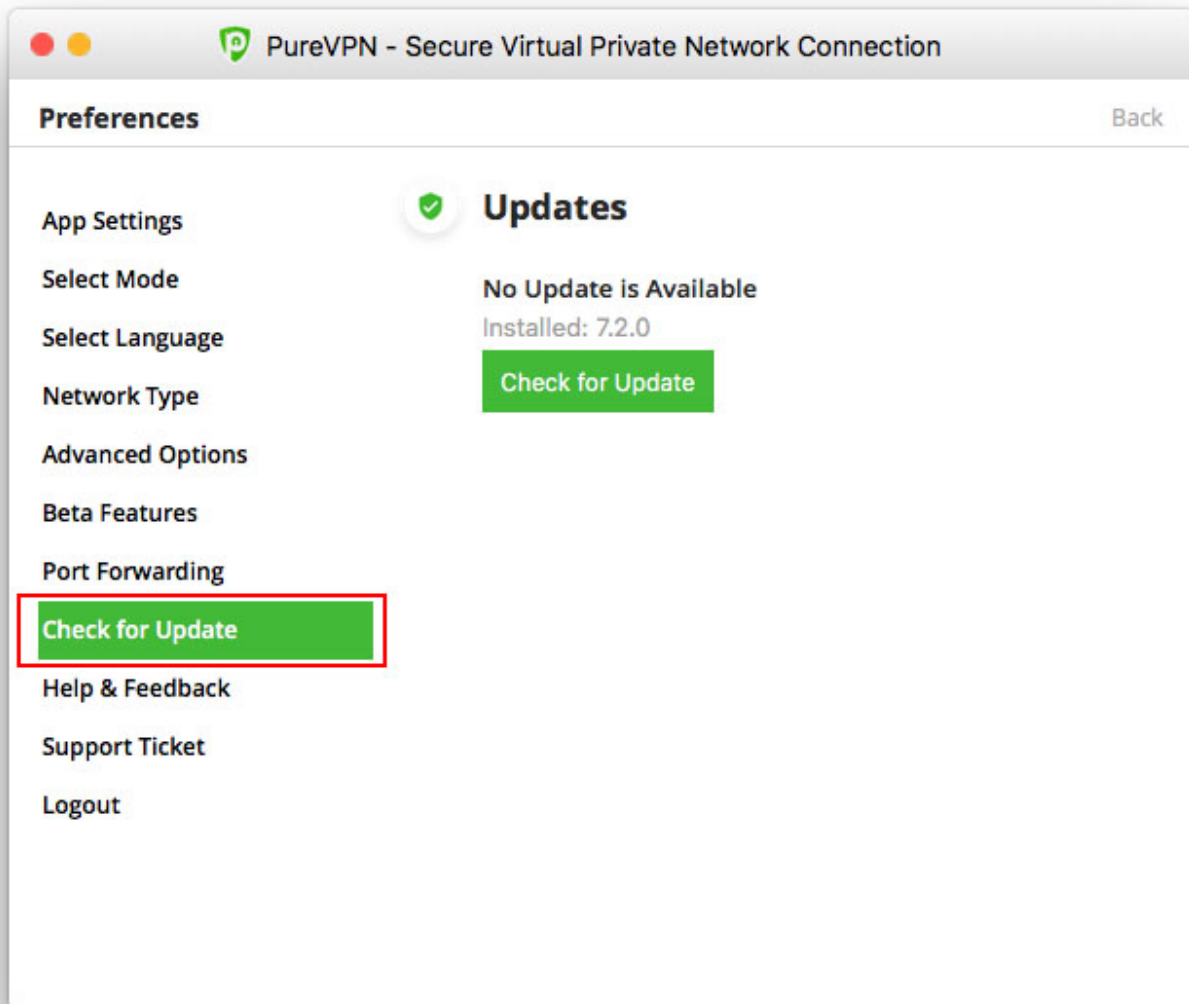 PureVPN - Secure Virtual Private Network Connection
Preferences
Back
App Settings
Select Mode
Select Language
Network Type
Advanced Options
Beta Features
Port Forwarding
Check for Update
Help & Feedback
Support Ticket
Logout
Updates
No Update is Available
Installed: 7.2.0
Check for Update